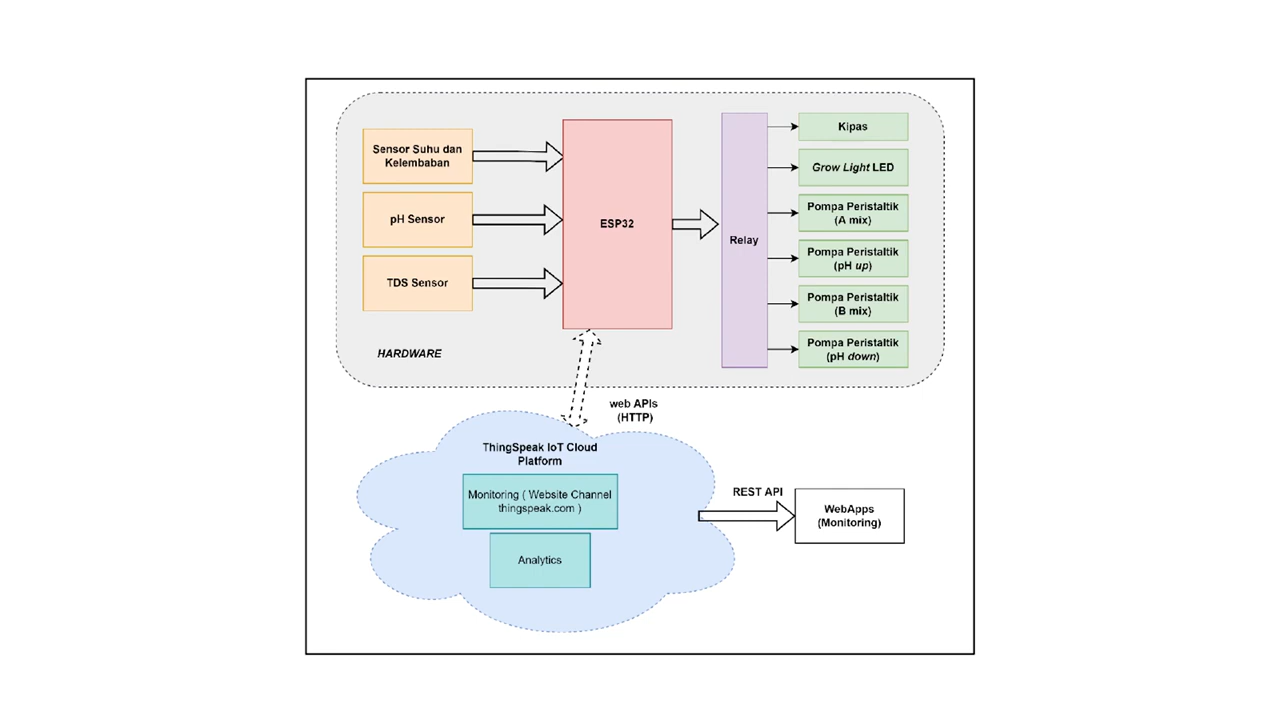 Sensor Suhu dan
Kelembaban
pH Sensor
TDS Sensor
HARDWARE
ESP32
Relay
Kipas
Grow Light LED
Pompa Peristaltik
(A mix)
Pompa Peristaltik
(pH up)
Pompa Peristaltik
(B mix)
Pompa Peristaltik
(pH down)
web APIs
(HTTP)
ThingSpeak IoT Cloud
Platform
Monitoring ( Website Channel
thingspeak.com )
Analytics
REST API
WebApps
(Monitoring)